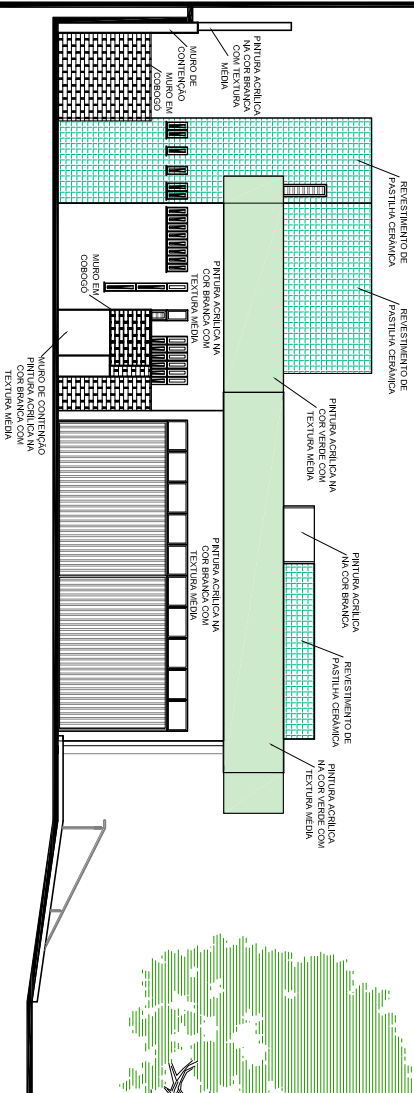 PINTURA ACRÍLICA
NA COR BRANCA
COM TEXTURA
MÉDIA
MURO DE
CONTENÇÃO
MURO EM
COBOGÓ
REVESTIMENTO DE
PASTILHA CERÂMICA
REVESTIMENTO DE
PASTILHA CERÂMICA
PINTURA ACRÍLICA NA
COR BRANCA COM
TEXTURA MÉDIA
MURO EM
COBOGÓ
MURO DE CONTENÇÃO
PINTURA ACRÍLICA NA
COR BRANCA COM
TEXTURA MÉDIA
PINTURA ACRÍLICA NA
COR VERDE COM
TEXTURA MÉDIA
PINTURA ACRÍLICA NA
COR BRANCA COM
TEXTURA MÉDIA
PINTURA ACRÍLICA
NA COR BRANCA
REVESTIMENTO DE
PASTILHA CERÂMICA
PINTURA ACRÍLICA
NA COR VERDE COM
TEXTURA MÉDIA